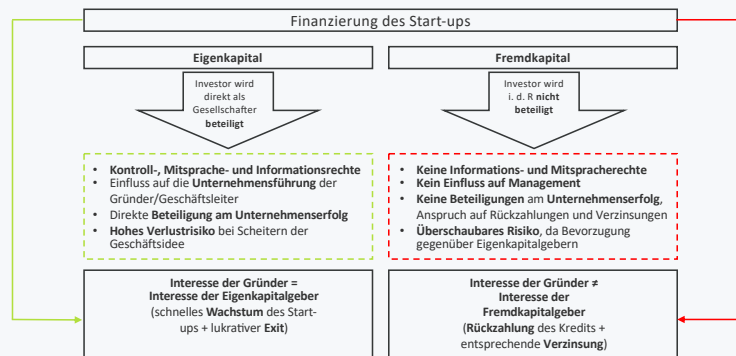 Finanzierung des Start-ups
Eigenkapital
Investor wird
direkt als
Gesellschafter
beteiligt
• Kontroll-, Mitsprache- und Informationsrechte
• Einfluss auf die Unternehmensführung der
Gründer/Geschäftsleiter
• Direkte Beteiligung am Unternehmenserfolg
• Hohes Verlustrisiko bei Scheitern der
Geschäftsidee
Interesse der Gründer =
Interesse der Eigenkapitalgeber
(schnelles Wachstum des Start-
ups + lukrativer Exit)
Fremdkapital
Investor wird
i. d. R nicht
beteiligt
• Keine Informations- und Mitspracherechte
• Kein Einfluss auf Management
• Keine Beteiligungen am Unternehmenserfolg,
Anspruch auf Rückzahlungen und Verzinsungen
• Überschaubares Risiko, da Bevorzugung
gegenüber Eigenkapitalgebern
Interesse der Gründer ≠
Interesse der
Fremdkapitalgeber
(Rückzahlung des Kredits +
entsprechende Verzinsung)